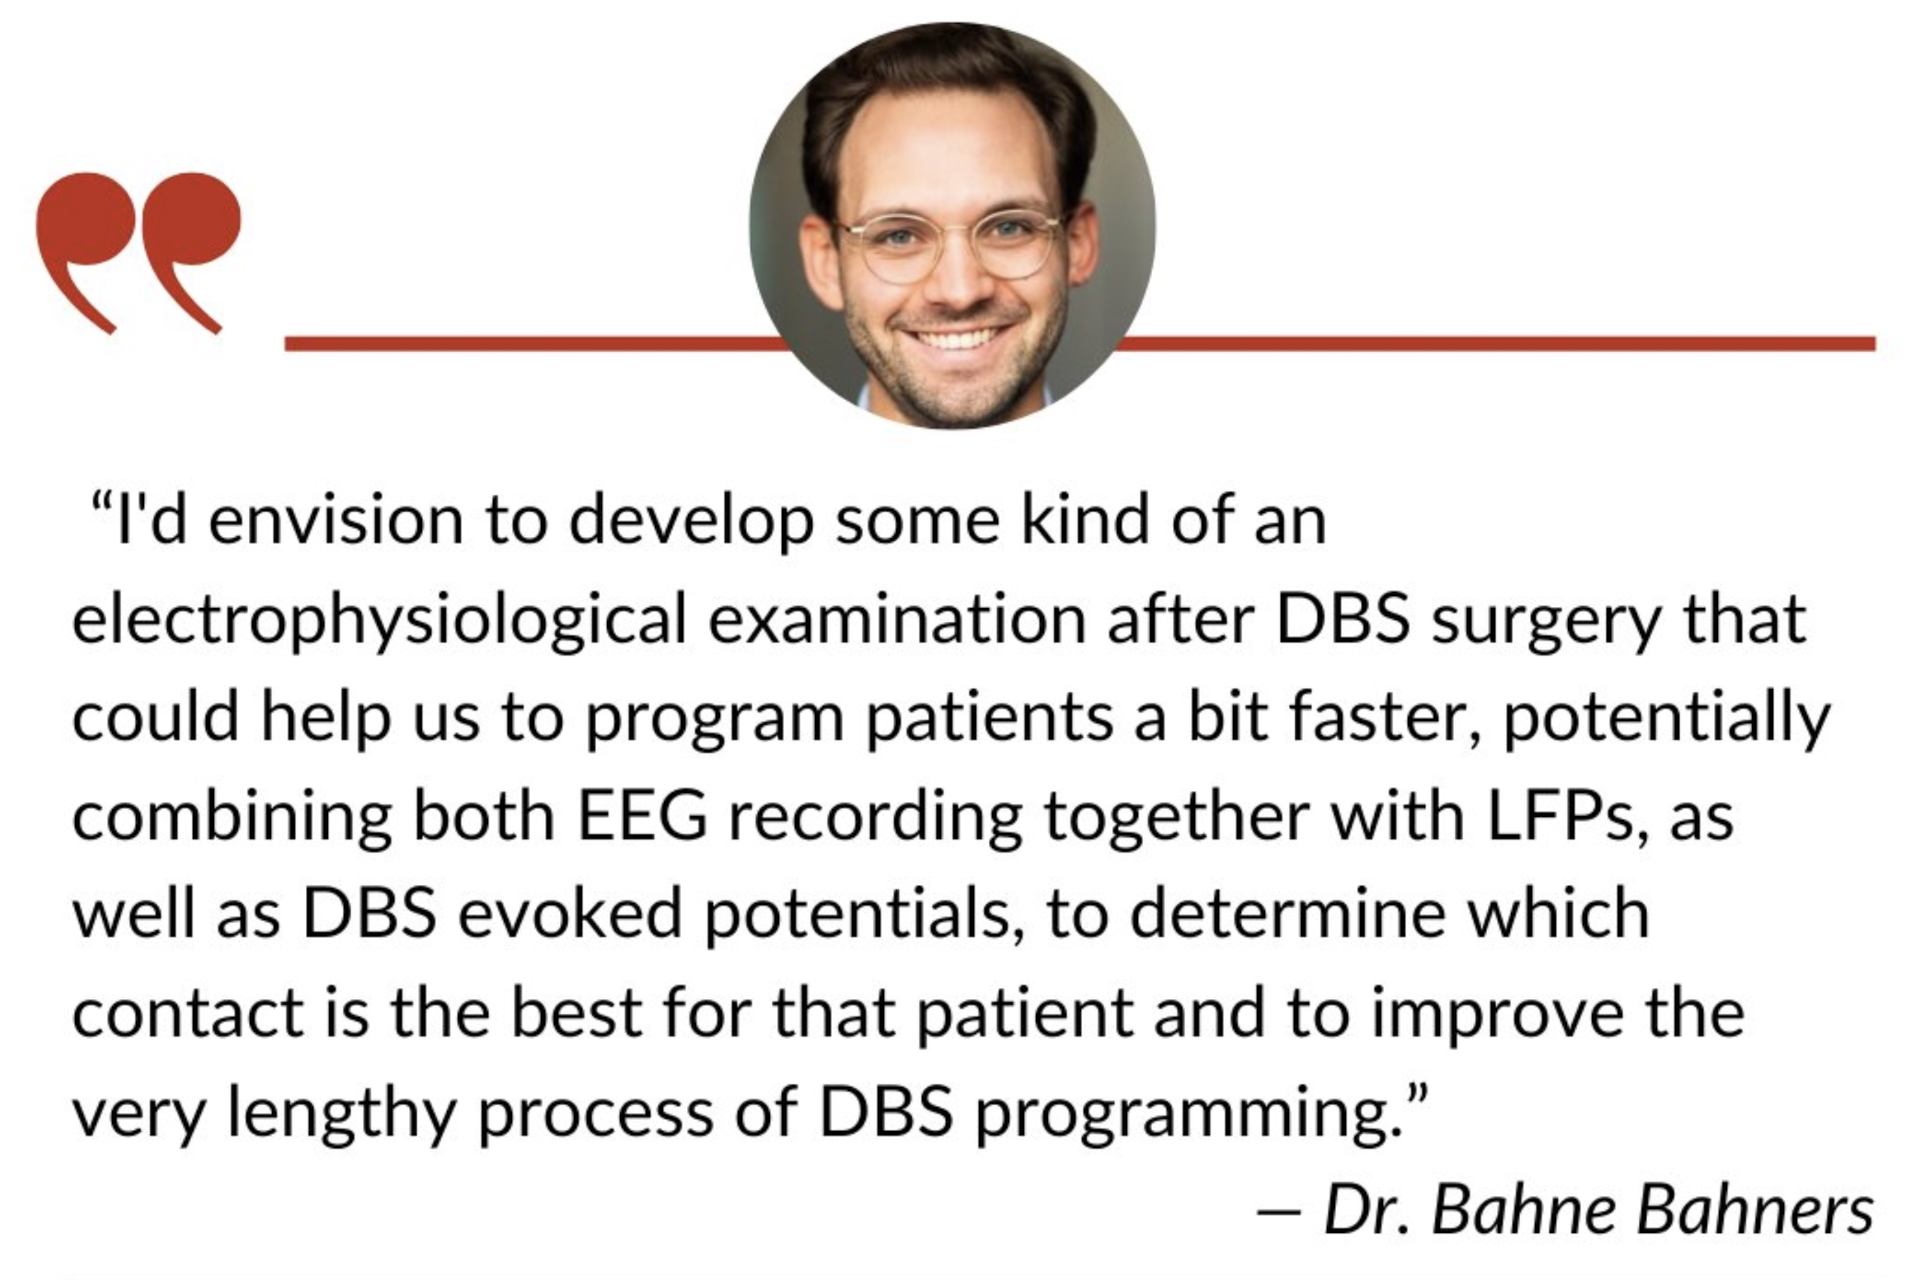 “I'd envision to develop some kind of an
electrophysiological examination after DBS surgery that
could help us to program patients a bit faster, potentially
combining both EEG recording together with LFPs, as
well as DBS evoked potentials, to determine which
contact is the best for that patient and to improve the
very lengthy process of DBS programming.”
– Dr. Bahne Bahners